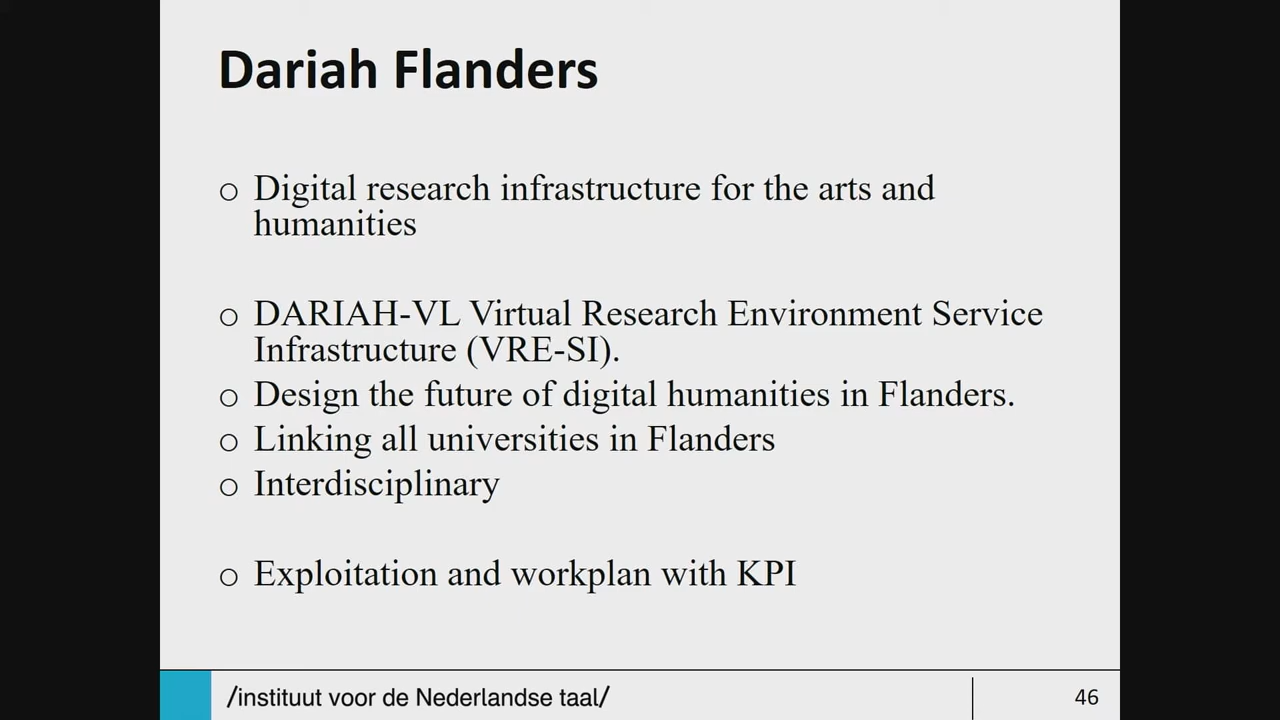 Dariah Flanders
○ Digital research infrastructure for the arts and
humanities
○ DARIAH-VL Virtual Research Environment Service
Infrastructure (VRE-SI).
○ Design the future of digital humanities in Flanders.
○ Linking all universities in Flanders
○ Interdisciplinary
○ Exploitation and workplan with KPI
/instituut voor de Nederlandse taal/
46